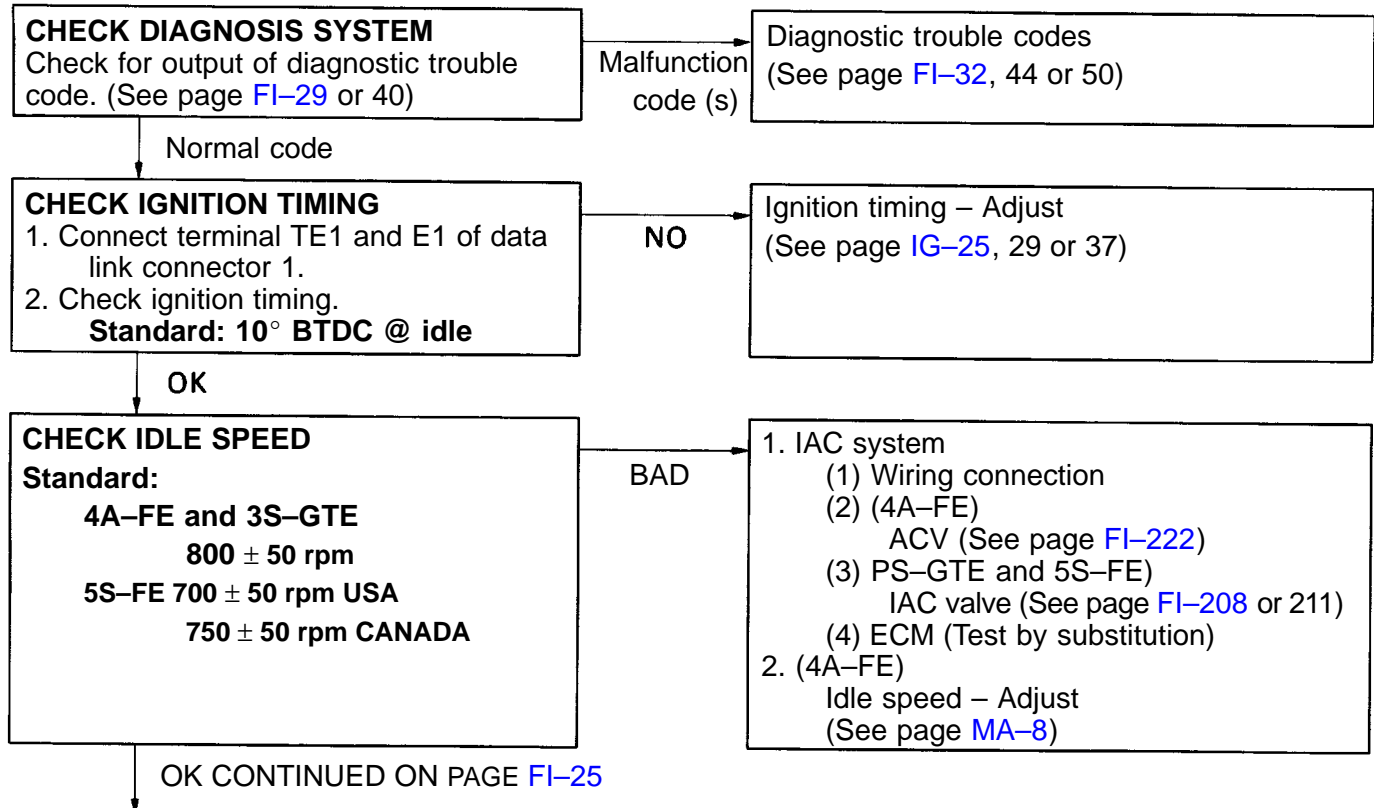 CHECK DIAGNOSIS SYSTEM
Check for output of diagnostic trouble
code. (See page FI–29 or 40)
Malfunction
code (s)
Diagnostic trouble codes
(See page FI–32, 44 or 50)
Normal code
CHECK IGNITION TIMING
1. Connect terminal TE1 and E1 of data
link connector 1.
2. Check ignition timing.
Standard: 10° BTDC @ idle
NO
Ignition timing – Adjust
(See page IG–25, 29 or 37)
OK
CHECK IDLE SPEED
Standard:
4A–FE and 3S–GTE
800 ± 50 rpm
5S–FE 700 ± 50 rpm USA
750 ± 50 rpm CANADA
BAD
1. IAC system
(1) Wiring connection
(2) (4A–FE)
ACV (See page FI–222)
(3) PS–GTE and 5S–FE)
IAC valve (See page FI–208 or 211)
(4) ECM (Test by substitution)
2. (4A–FE)
Idle speed – Adjust
(See page MA–8)
OK CONTINUED ON PAGE FI–25